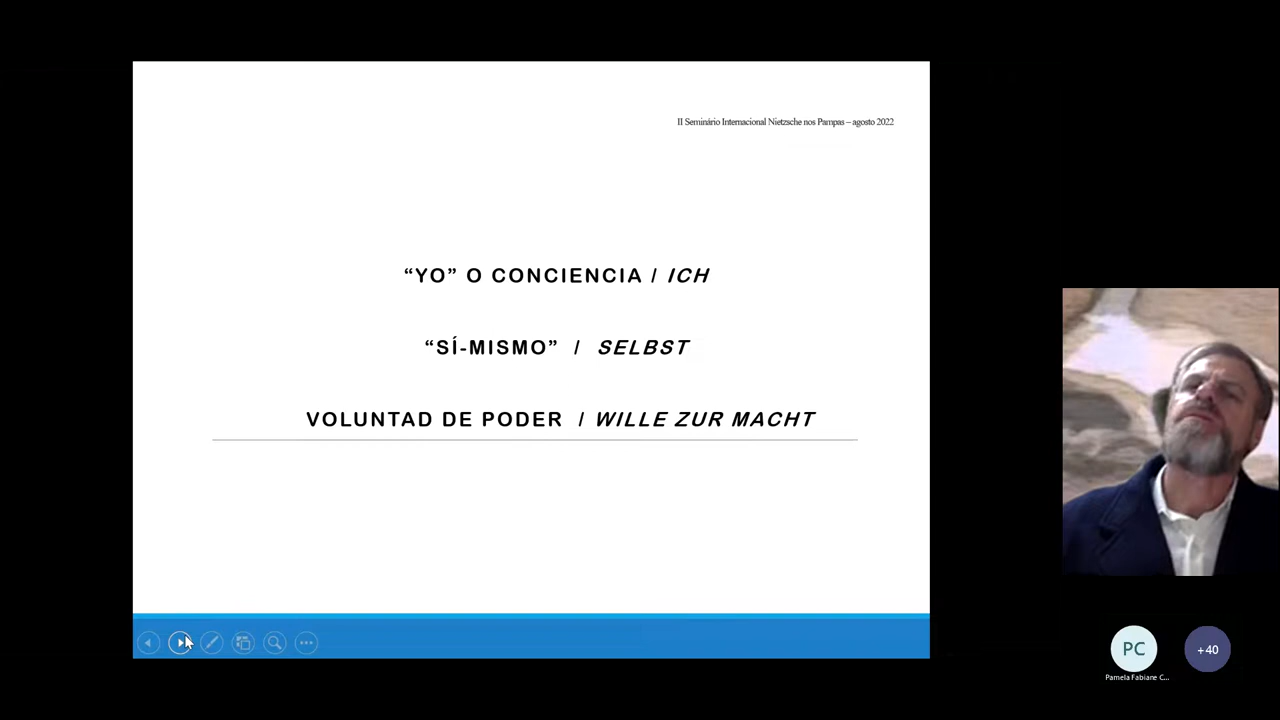 II Seminário Internacional Nietzsche nos Pampas – agosto 2022
“YO” O CONCIENCIA / ICH
“SÍ-MISMO” / SELBST
VOLUNTAD DE PODER / WILLE ZUR MACHT
PC
+40
Pamela Fabiane C...